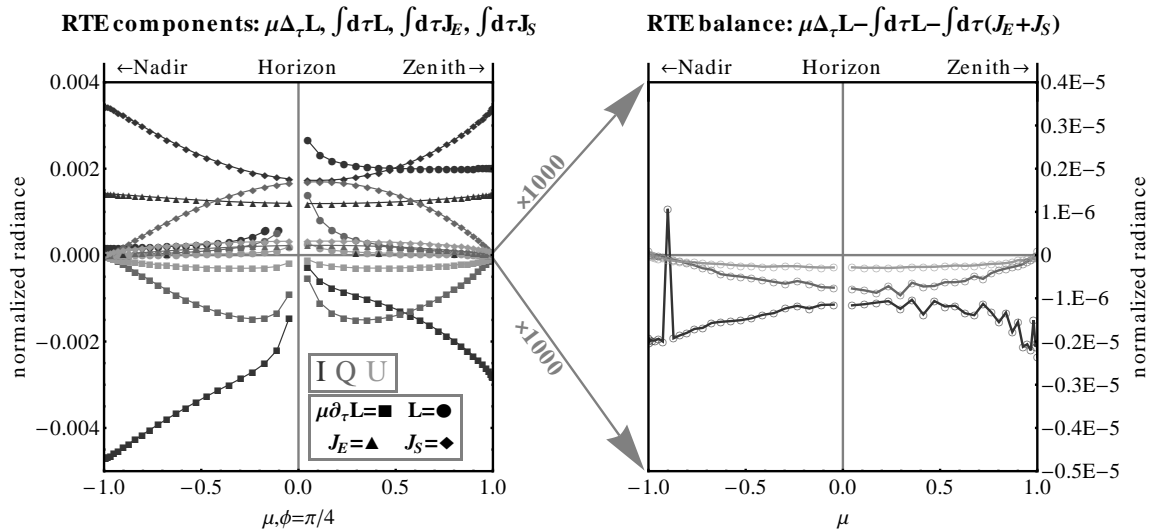 RTE components: μΔτL, ∫dτL, ∫dτJE, ∫dτJS
RTE balance: μΔτL−∫dτL−∫dτ(JE+JS)
←Nadir Horizon Zenith→
←Nadir Horizon Zenith→
0.004
0.002
0.000
−0.002
−0.004
normalized radiance
×1000
×1000
I Q U
μ∂τL=■ L=●
JE=▲ JS=◆
0.4E−5
0.3E−5
0.2E−5
1.E−6
0
−1.E−6
−0.2E−5
−0.3E−5
−0.4E−5
−0.5E−5
normalized radiance
−1.0 −0.5 0.0 0.5 1.0
−1.0 −0.5 0.0 0.5 1.0
μ,ϕ=π/4
μ